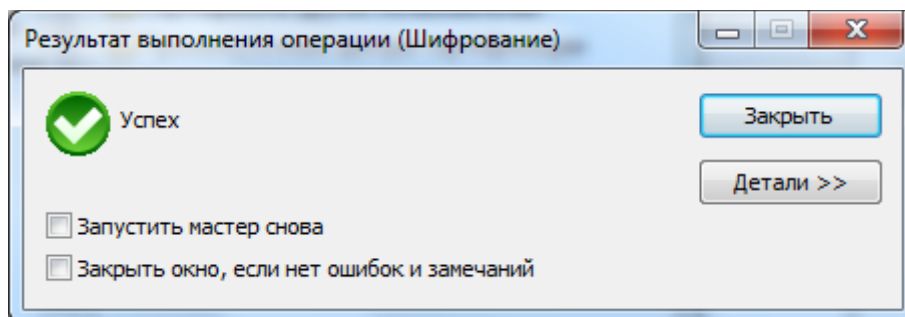 Результат выполнения операции (Шифрование)
Успех
Закрыть
Детали >>
Запустить мастер снова
Закрыть окно, если нет ошибок и замечаний